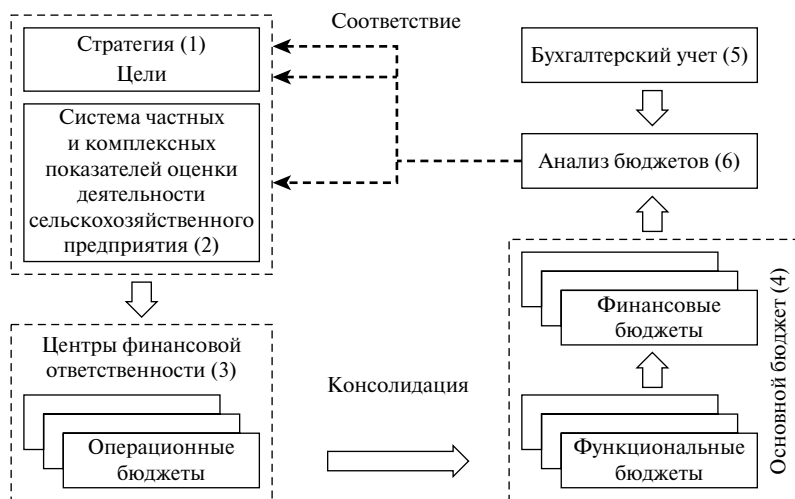 Соответствие
Стратегия (1)
Цели
Система частных
и комплексных
показателей оценки
деятельности
сельскохозяйственного
предприятия (2)
Бухгалтерский учет (5)
Анализ бюджетов (6)
Центры финансовой
ответственности (3)
Операционные
бюджеты
Консолидация
Финансовые
бюджеты
Функциональные
бюджеты
Основной бюджет (4)